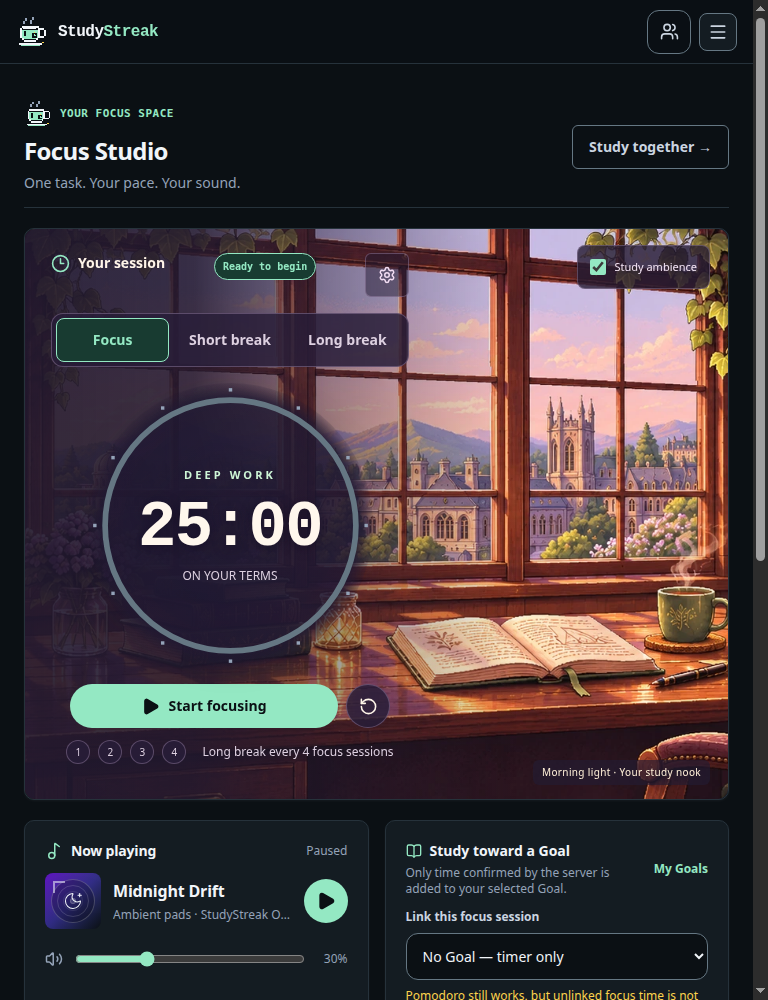 StudyStreak
YOUR FOCUS SPACE
Focus Studio
One task. Your pace. Your sound.
Study together →
Your session
Ready to begin
Study ambience
Focus
Short break
Long break
DEEP WORK
25:00
ON YOUR TERMS
Start focusing
1 2 3 4 Long break every 4 focus sessions
Morning light · Your study nook
Now playing
Paused
Midnight Drift
Ambient pads · StudyStreak O...
30%
Study toward a Goal
Only time confirmed by the server is
added to your selected Goal.
My Goals
Link this focus session
No Goal — timer only
Pomodoro still works, but unlinked focus time is not